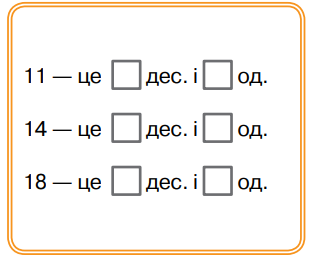 11 — це □ дес. і □ од.
14 — це □ дес. і □ од.
18 — це □ дес. і □ од.